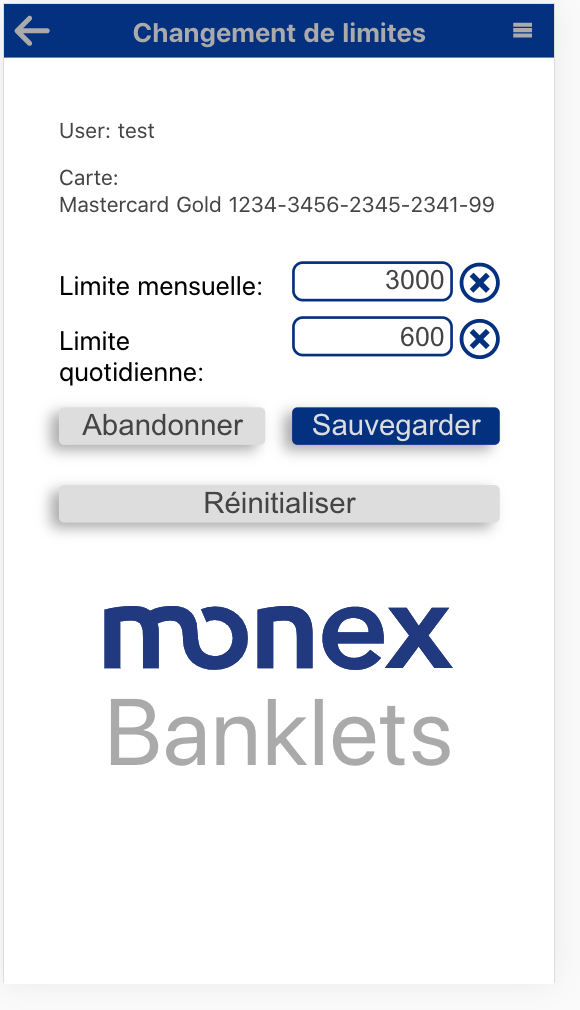 Changement de limites
User: test
Carte:
Mastercard Gold 1234-3456-2345-2341-99
Limite mensuelle: 3000
Limite 600
quotidienne:
Abandonner Sauvegarder
Réinitialiser
monex
Banklets